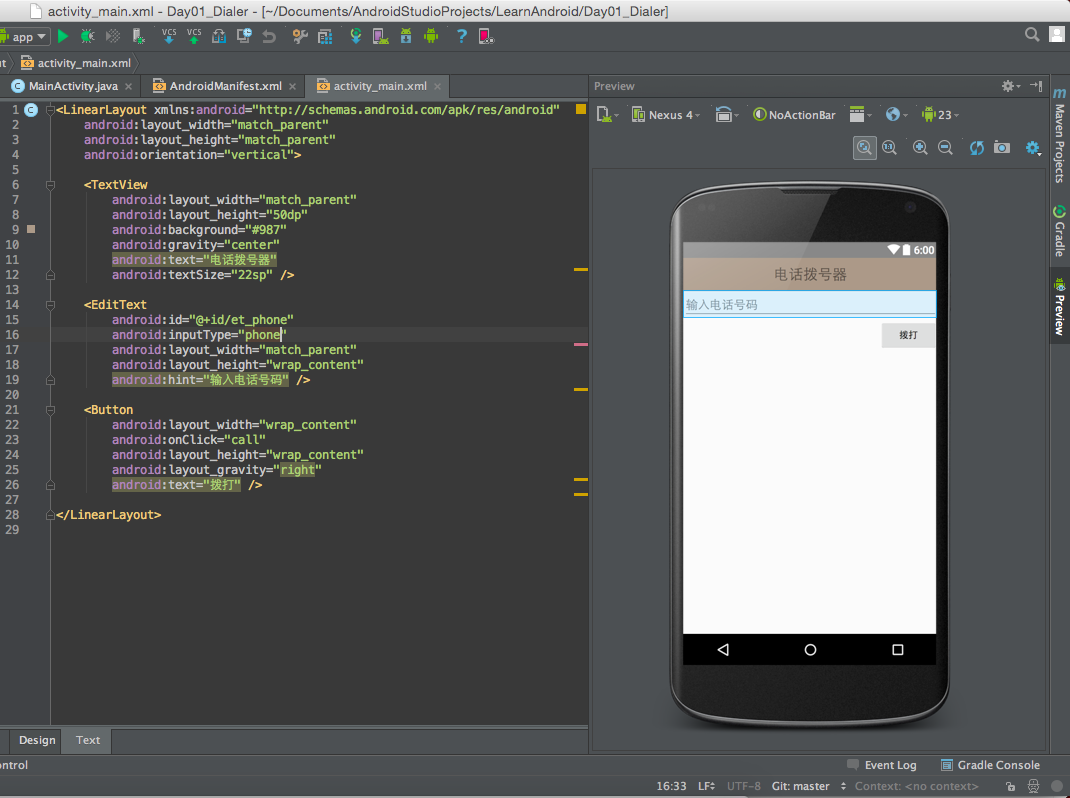 activity_main.xml - Day01_Dialer - [~/Documents/AndroidStudioProjects/LearnAndroid/Day01_Dialer]
app
VCS VCS
activity_main.xml
MainActivity.java AndroidManifest.xml activity_main.xml
1 <LinearLayout xmlns:android="http://schemas.android.com/apk/res/android"
2 android:layout_width="match_parent"
3 android:layout_height="match_parent"
4 android:orientation="vertical">
5
6 <TextView
7 android:layout_width="match_parent"
8 android:layout_height="50dp"
9 android:background="#987"
10 android:gravity="center"
11 android:text="电话拨号器"
12 android:textSize="22sp" />
13
14 <EditText
15 android:id="@+id/et_phone"
16 android:inputType="phone"
17 android:layout_width="match_parent"
18 android:layout_height="wrap_content"
19 android:hint="输入电话号码" />
20
21 <Button
22 android:layout_width="wrap_content"
23 android:onClick="call"
24 android:layout_height="wrap_content"
25 android:layout_gravity="right"
26 android:text="拨打" />
27
28 </LinearLayout>
29
Preview
Nexus 4 NoActionBar 23
1:1
6:00
电话拨号器
输入电话号码
拨打
Maven Projects
Gradle
Preview
Design Text
ontrol
Event Log Gradle Console
16:33 LF UTF-8 Git: master Context: <no context>